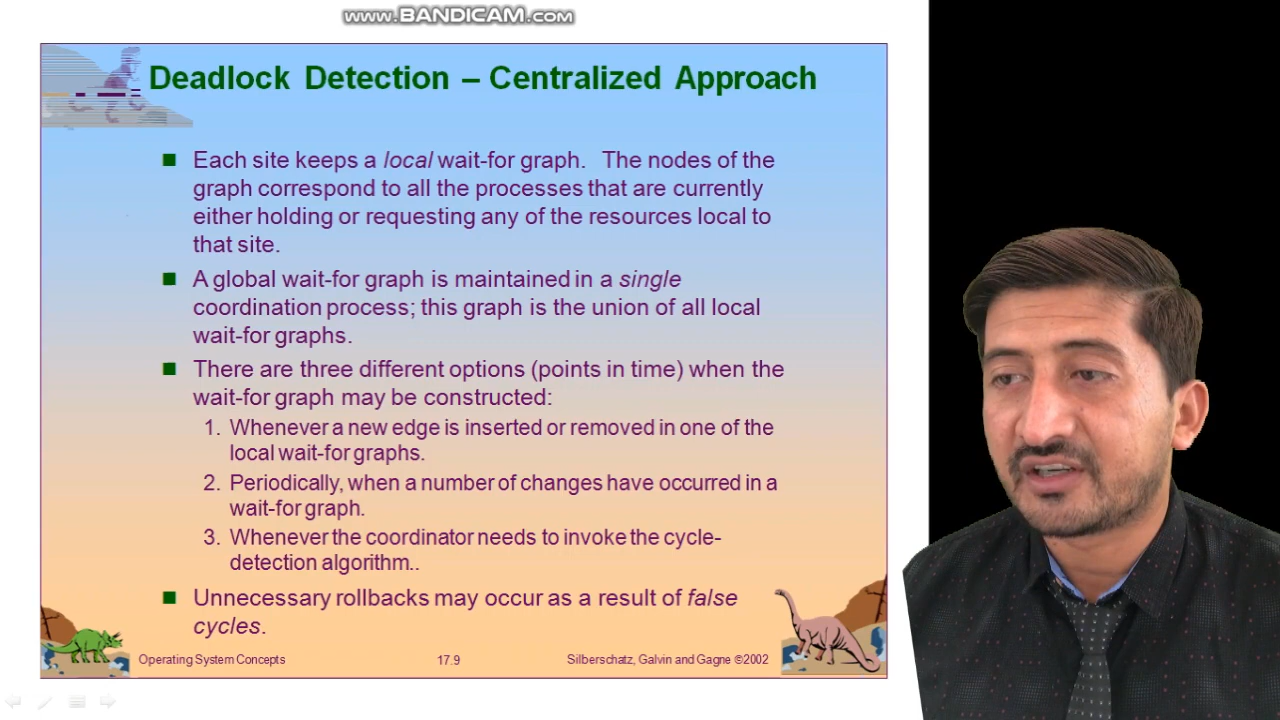 www.BANDICAM.com
Deadlock Detection – Centralized Approach
Each site keeps a local wait-for graph. The nodes of the
graph correspond to all the processes that are currently
either holding or requesting any of the resources local to
that site.
A global wait-for graph is maintained in a single
coordination process; this graph is the union of all local
wait-for graphs.
There are three different options (points in time) when the
wait-for graph may be constructed:
1. Whenever a new edge is inserted or removed in one of the
local wait-for graphs.
2. Periodically, when a number of changes have occurred in a
wait-for graph.
3. Whenever the coordinator needs to invoke the cycle-
detection algorithm..
Unnecessary rollbacks may occur as a result of false
cycles.
Operating System Concepts
17.9
Silberschatz, Galvin and Gagne ©2002